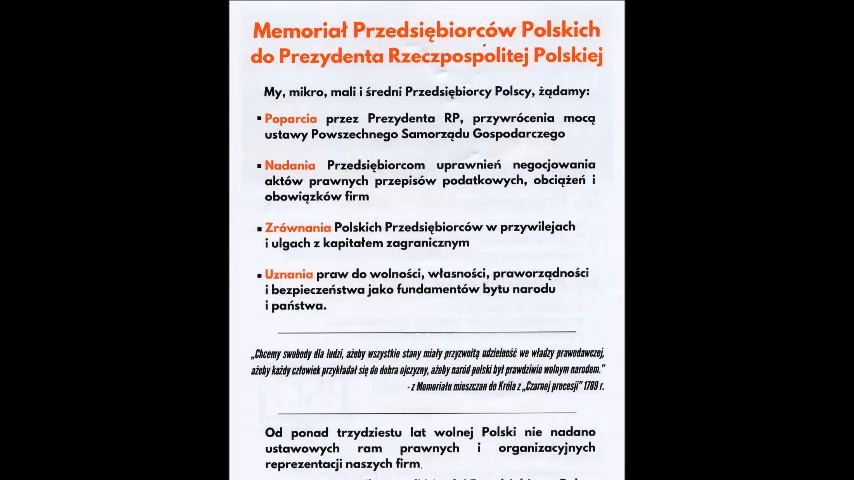 Memoriał Przedsiębiorców Polskich
do Prezydenta Rzeczpospolitej Polskiej
My, mikro, mali i średni Przedsiębiorcy Polscy, żądamy:
▪ Poparcia przez Prezydenta RP, przywrócenia mocą
ustawy Powszechnego Samorządu Gospodarczego
▪ Nadania Przedsiębiorcom uprawnień negocjowania
aktów prawnych przepisów podatkowych, obciążeń i
obowiązków firm
▪ Zrównania Polskich Przedsiębiorców w przywilejach
i ulgach z kapitałem zagranicznym
▪ Uznania praw do wolności, własności, praworządności
i bezpieczeństwa jako fundamentów bytu narodu
i państwa.
„Chcemy swobody dla ludzi, ażeby wszystkie stany miały przyzwoitą udzielność we władzy prawodawczej,
ażeby każdy człowiek przykładał się do dobra ojczyzny, ażeby naród polski był prawdziwie wolnym narodem."
- z Memoriału mieszczan do Króla z „Czarnej procesji" 1789 r.
Od ponad trzydziestu lat wolnej Polski nie nadano
ustawowych ram prawnych i organizacyjnych
reprezentacji naszych firm.